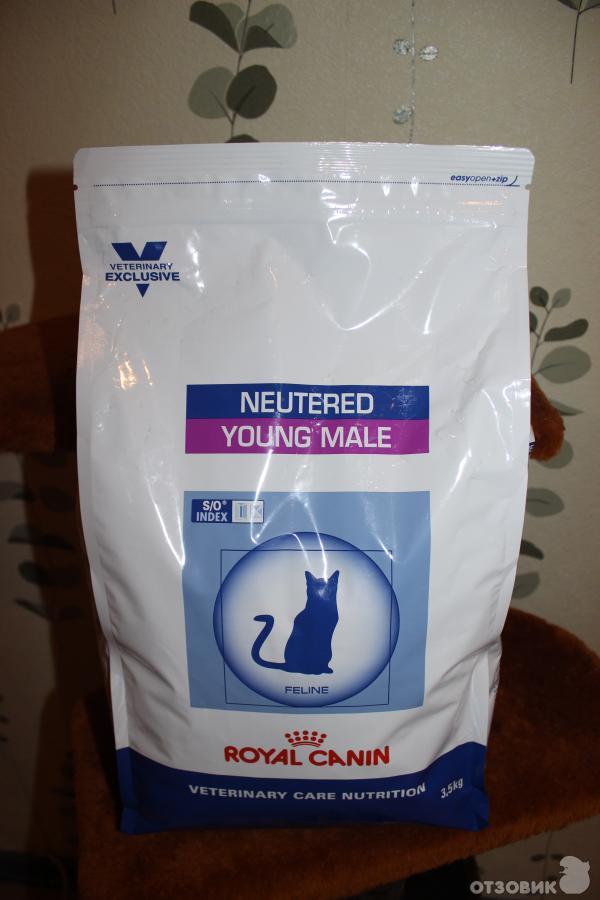 easyopen+zip
VETERINARY
EXCLUSIVE
NEUTERED
YOUNG MALE
S/O®
INDEX
FELINE
ROYAL CANIN
VETERINARY CARE NUTRITION 3,5kg
ОТЗОВИК